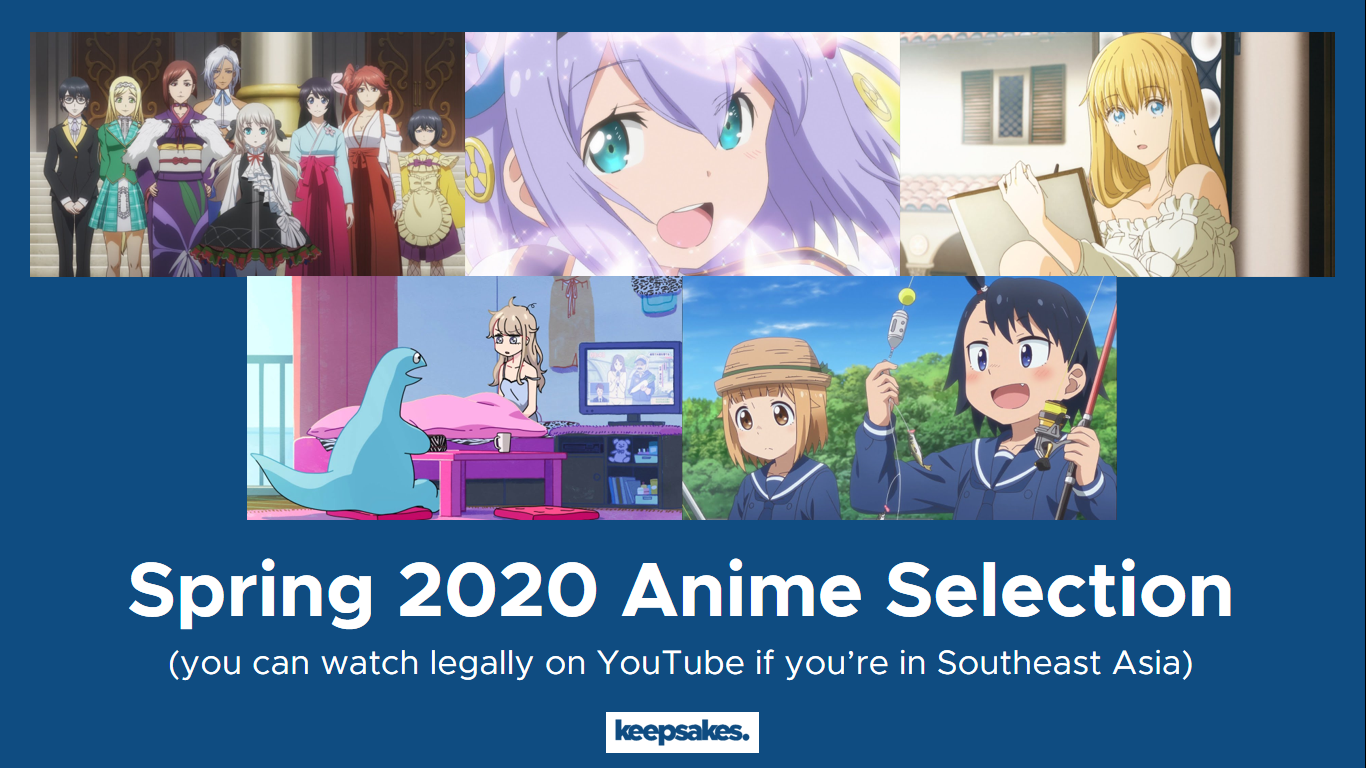 Spring 2020 Anime Selection
(you can watch legally on YouTube if you’re in Southeast Asia)
keepsakes.